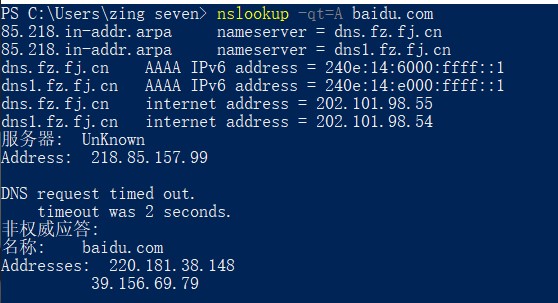 PS C:\Users\zing seven> nslookup -qt=A baidu.com
85.218.in-addr.arpa     nameserver = dns.fz.fj.cn
85.218.in-addr.arpa     nameserver = dns1.fz.fj.cn
dns.fz.fj.cn    AAAA IPv6 address = 240e:14:6000:ffff::1
dns1.fz.fj.cn   AAAA IPv6 address = 240e:14:e000:ffff::1
dns.fz.fj.cn    internet address = 202.101.98.55
dns1.fz.fj.cn   internet address = 202.101.98.54
服务器:  UnKnown
Address:  218.85.157.99
DNS request timed out.
timeout was 2 seconds.
非权威应答:
名称:    baidu.com
Addresses:  220.181.38.148
39.156.69.79